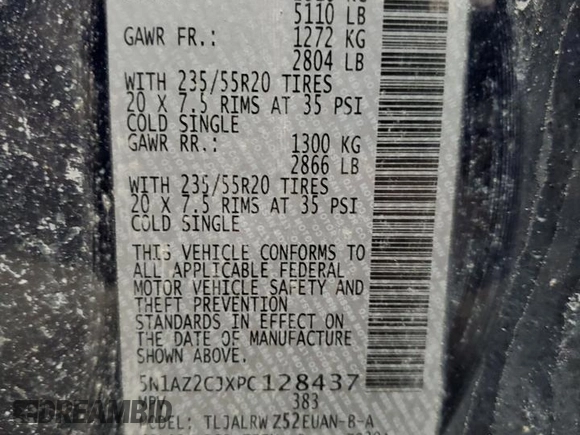 5110 LB
GAWR FR.: 1272 KG
2804 LB
WITH 235/55R20 TIRES
20 X 7.5 RIMS AT 35 PSI
COLD SINGLE
GAWR RR.: 1300 KG
2866 LB
WITH 235/55R20 TIRES
20 X 7.5 RIMS AT 35 PSI
COLD SINGLE
THIS VEHICLE CONFORMS TO
ALL APPLICABLE FEDERAL
MOTOR VEHICLE SAFETY AND
THEFT PREVENTION
STANDARDS IN EFFECT ON
THE DATE OF MANUFACTURE
SHOWN ABOVE.
5N1AZ2CJXPC128437
MPV 383
MODEL: TLJALRWZ52EUAN-B-A
EPICVIN.com